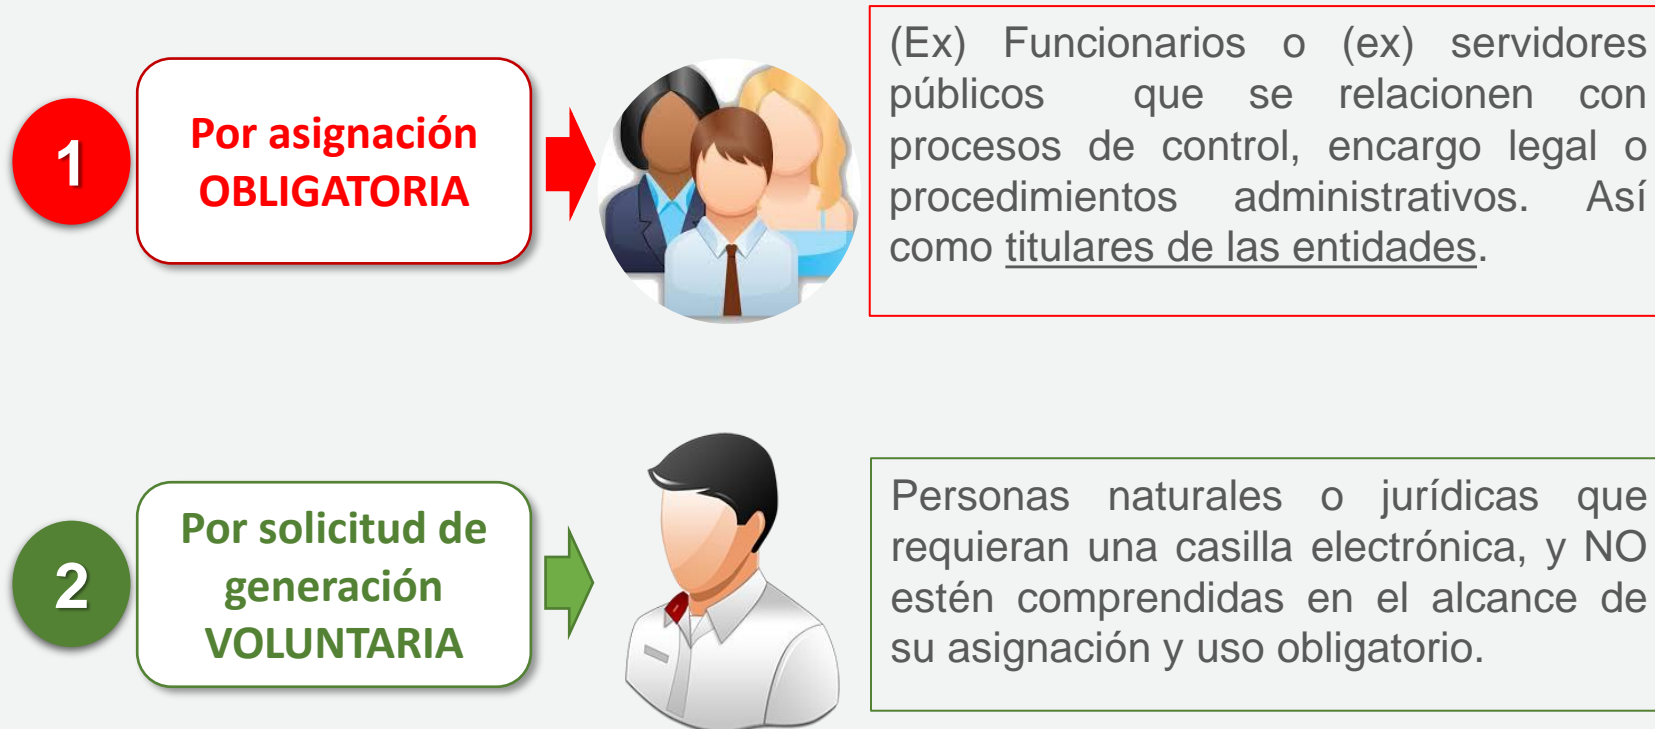 1
Por asignación
OBLIGATORIA
(Ex) Funcionarios o (ex) servidores
públicos que se relacionen con
procesos de control, encargo legal o
procedimientos administrativos. Así
como titulares de las entidades.
2
Por solicitud de
generación
VOLUNTARIA
Personas naturales o jurídicas que
requieran una casilla electrónica, y NO
estén comprendidas en el alcance de
su asignación y uso obligatorio.